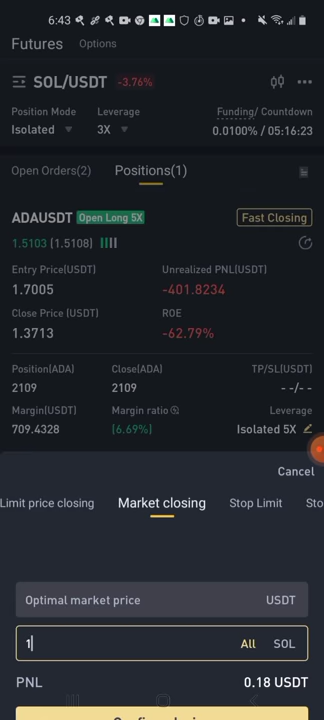 6:43
Futures Options
SOL/USDT -3.76%
Position Mode Leverage Funding/ Countdown
Isolated 3X 0.0100% / 05:16:23
Open Orders(2) Positions(1)
ADAUSDT Open Long 5X Fast Closing
1.5103 (1.5108)
Entry Price(USDT) Unrealized PNL(USDT)
1.7005 -401.8234
Close Price (USDT) ROE
1.3713 -62.79%
Position(ADA) Close(ADA) TP/SL(USDT)
2109 2109 --/--
Margin(USDT) Margin ratio Leverage
709.4328 (6.69%) Isolated 5X
Cancel
Limit price closing Market closing Stop Limit Sto
Optimal market price USDT
1 All SOL
PNL 0.18 USDT